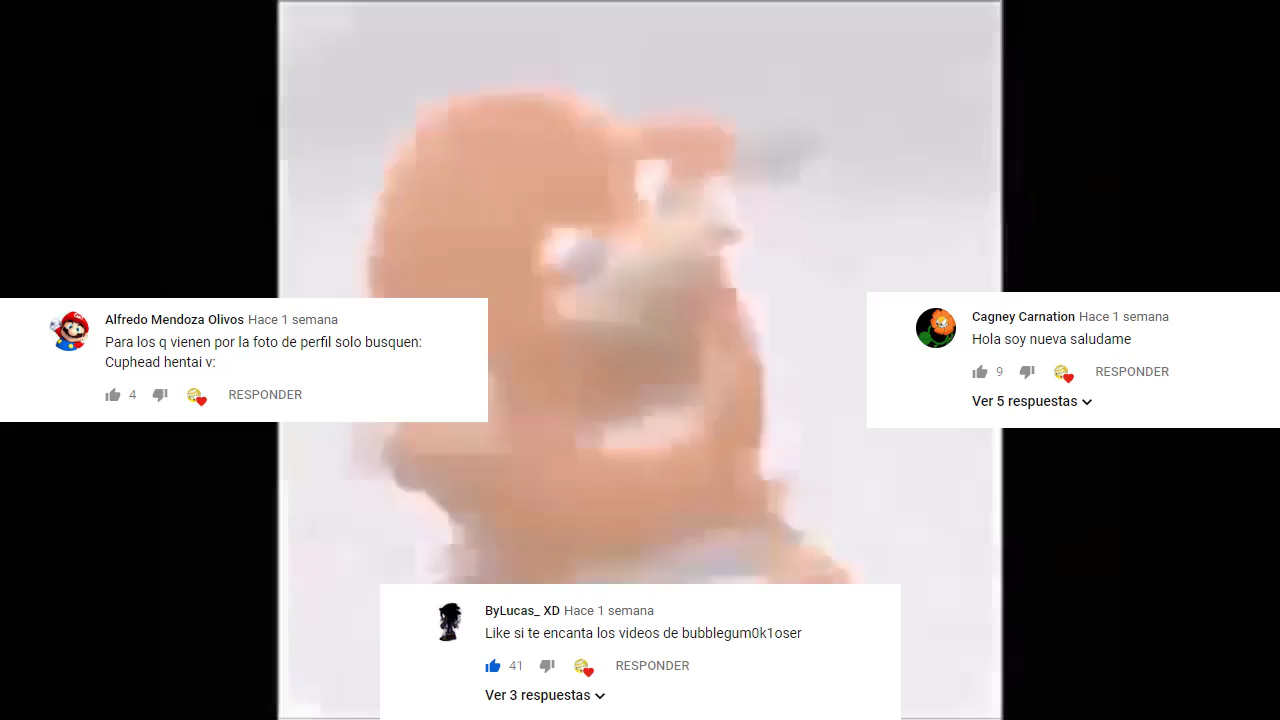 Alfredo Mendoza Olivos Hace 1 semana
Para los q vienen por la foto de perfil solo busquen:
Cuphead hentai v:
4 RESPONDER
Cagney Carnation Hace 1 semana
Hola soy nueva saludame
9 RESPONDER
Ver 5 respuestas
ByLucas_ XD Hace 1 semana
Like si te encanta los videos de bubblegum0k1oser
41 RESPONDER
Ver 3 respuestas